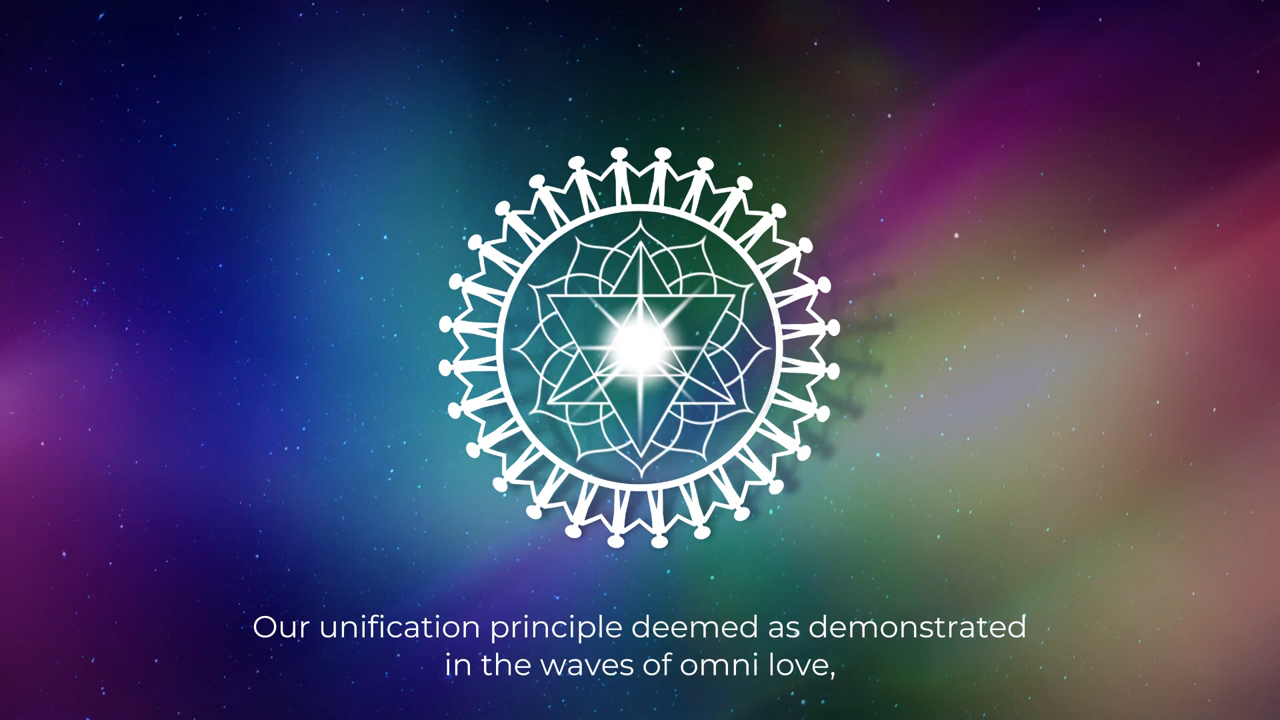 Our unification principle deemed as demonstrated
in the waves of omni love,